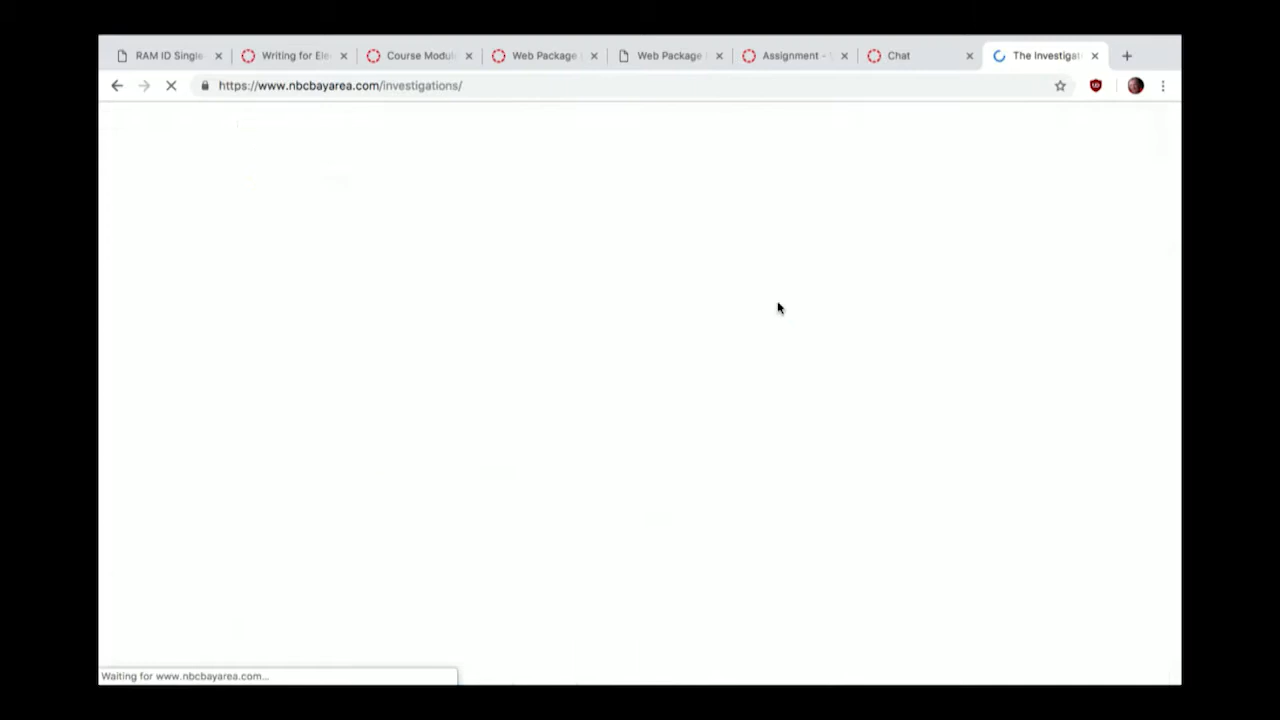 RAM ID Single
Writing for Ele
Course Modul
Web Package
Web Package
Assignment -
Chat
The Investigati
https://www.nbcbayarea.com/investigations/
Waiting for www.nbcbayarea.com...